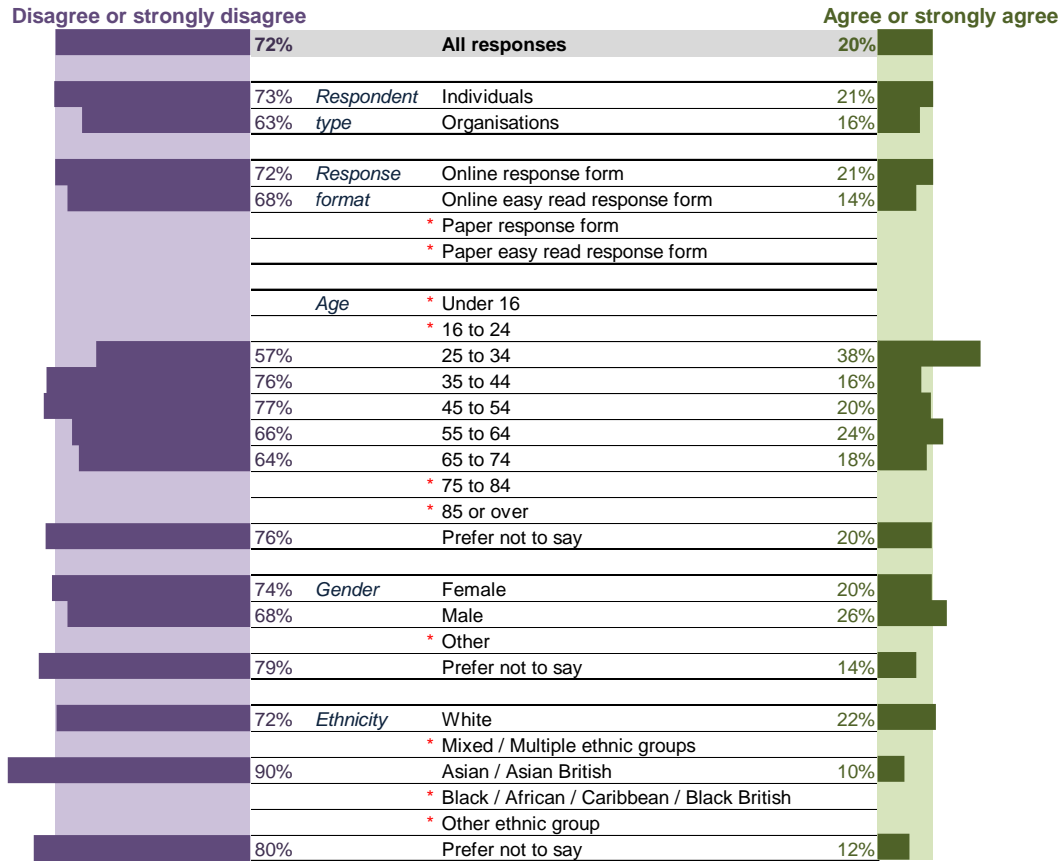 Disagree or strongly disagree Agree or strongly agree
72% All responses 20%
73% Respondent Individuals 21%
63% type Organisations 16%
72% Response Online response form 21%
68% format Online easy read response form 14%
* Paper response form
* Paper easy read response form
Age * Under 16
* 16 to 24
57% 25 to 34 38%
76% 35 to 44 16%
77% 45 to 54 20%
66% 55 to 64 24%
64% 65 to 74 18%
* 75 to 84
* 85 or over
76% Prefer not to say 20%
74% Gender Female 20%
68% Male 26%
* Other
79% Prefer not to say 14%
72% Ethnicity White 22%
* Mixed / Multiple ethnic groups
90% Asian / Asian British 10%
* Black / African / Caribbean / Black British
* Other ethnic group
80% Prefer not to say 12%